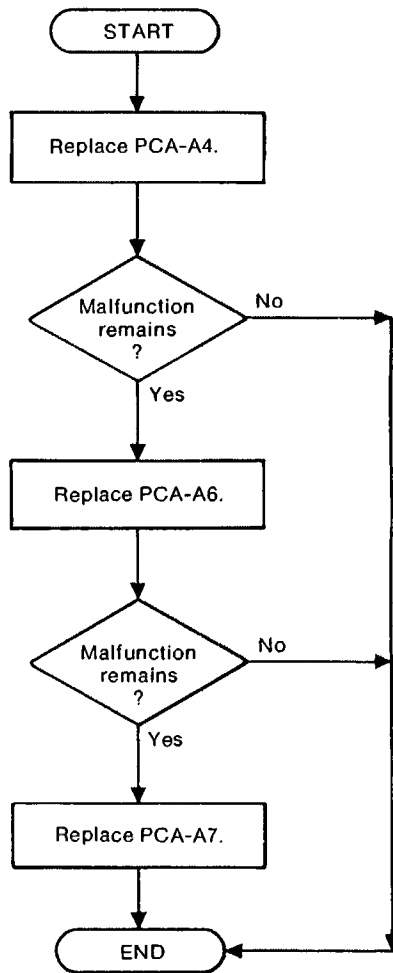 START
Replace PCA-A4.
Malfunction
remains
?
No
Yes
Replace PCA-A6.
Malfunction
remains
?
No
Yes
Replace PCA-A7.
END